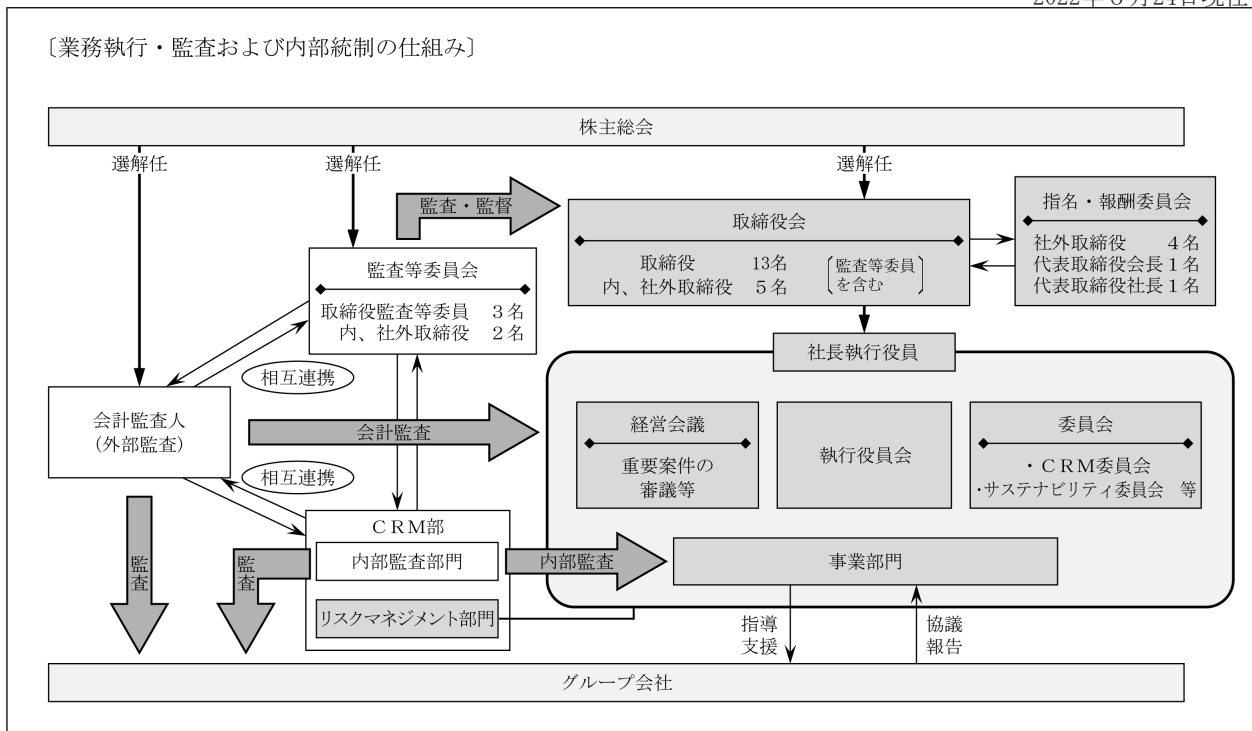 2022年6月24日現在
〔業務執行・監査および内部統制の仕組み〕
株主総会
選解任
選解任
選解任
監査・監督
取締役会
取締役 13名
内、社外取締役 5名
監査等委員
を含む
指名・報酬委員会
社外取締役 4名
代表取締役会長1名
代表取締役社長1名
監査等委員会
取締役監査等委員 3名
内、社外取締役 2名
社長執行役員
相互連携
会計監査人
(外部監査)
会計監査
経営会議
重要案件の
審議等
執行役員会
委員会
・CRM委員会
・サステナビリティ委員会 等
相互連携
CRM部
内部監査部門
リスクマネジメント部門
監査
監査
内部監査
事業部門
指導
支援
協議
報告
グループ会社